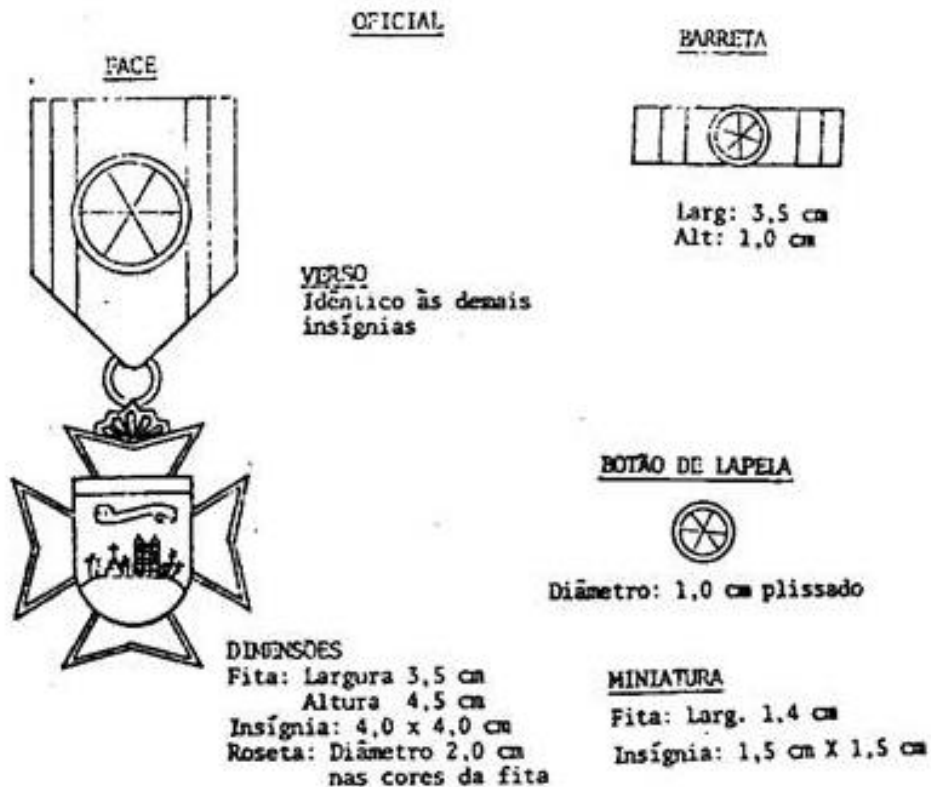 OFICIAL
FACE
BARRETA
Larg: 3,5 cm
Alt: 1,0 cm
VERSO
Idêntico às demais
insígnias
BOTÃO DE LAPELA
Diâmetro: 1,0 cm plissado
DIMENSÕES
Fita: Largura 3,5 cm
Altura 4,5 cm
Insígnia: 4,0 x 4,0 cm
Roseta: Diâmetro 2,0 cm
nas cores da fita
MINIATURA
Fita: Larg. 1,4 cm
Insígnia: 1,5 cm X 1,5 cm